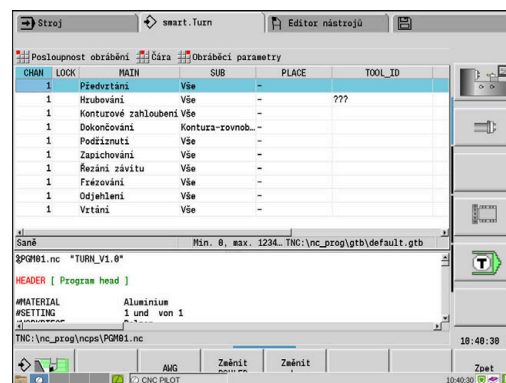 Stroj smart.Turn Editor nástrojů
Posloupnost obrábění Čára Obráběcí parametry
CHAN LOCK MAIN SUB PLACE TOOL_ID
1 Předvrtání Vše -
1 Hrubování Vše - ???
1 Konturové zahloubení Vše -
1 Dokončování Kontura-rovnob… -
1 Podříznutí Vše -
1 Zapichování Vše -
1 Řezání závitu Vše -
1 Frézování Vše -
1 Odjehlení Vše -
1 Vrtání Vše -
Saně Min. 0, max. 1234… TNC:\nc_prog\gtb\default.gtb
%PGM01.nc "TURN_V1.0"
HEADER [ Program head ]
#MATERIAL Aluminium
#SETTING 1 und von 1
TNC:\nc_prog\ncps\PGM01.nc
T
10:40:30
AWG Změnit Změnit Zpet
CNC PILOT 10:40:30